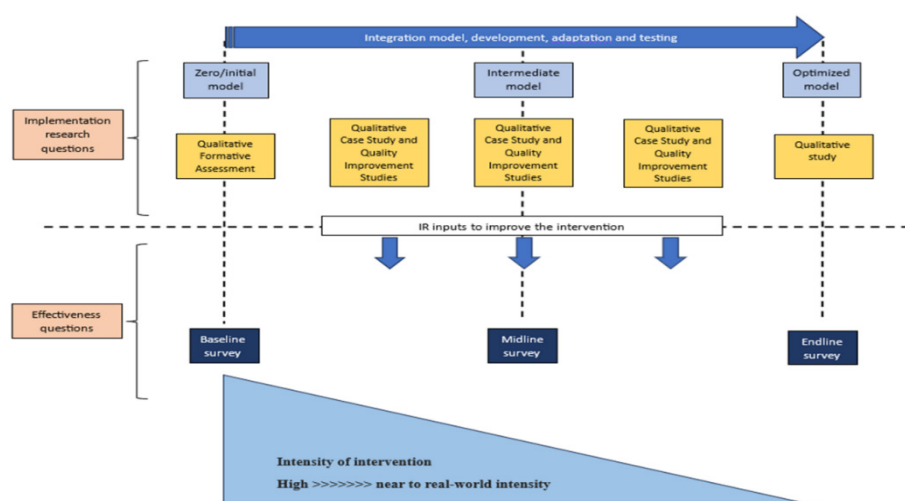 Integration model, development, adaptation and testing
Zero/initial
model
Intermediate
model
Optimized
model
Implementation
research
questions
Qualitative
Formative
Assessment
Qualitative
Case Study and
Quality
Improvement
Studies
Qualitative
Case Study and
Quality
Improvement
Studies
Qualitative
Case Study and
Quality
Improvement
Studies
Qualitative
study
IR inputs to improve the intervention
Effectiveness
questions
Baseline
survey
Midline
survey
Endline
survey
Intensity of intervention
High >>>>>>> near to real-world intensity